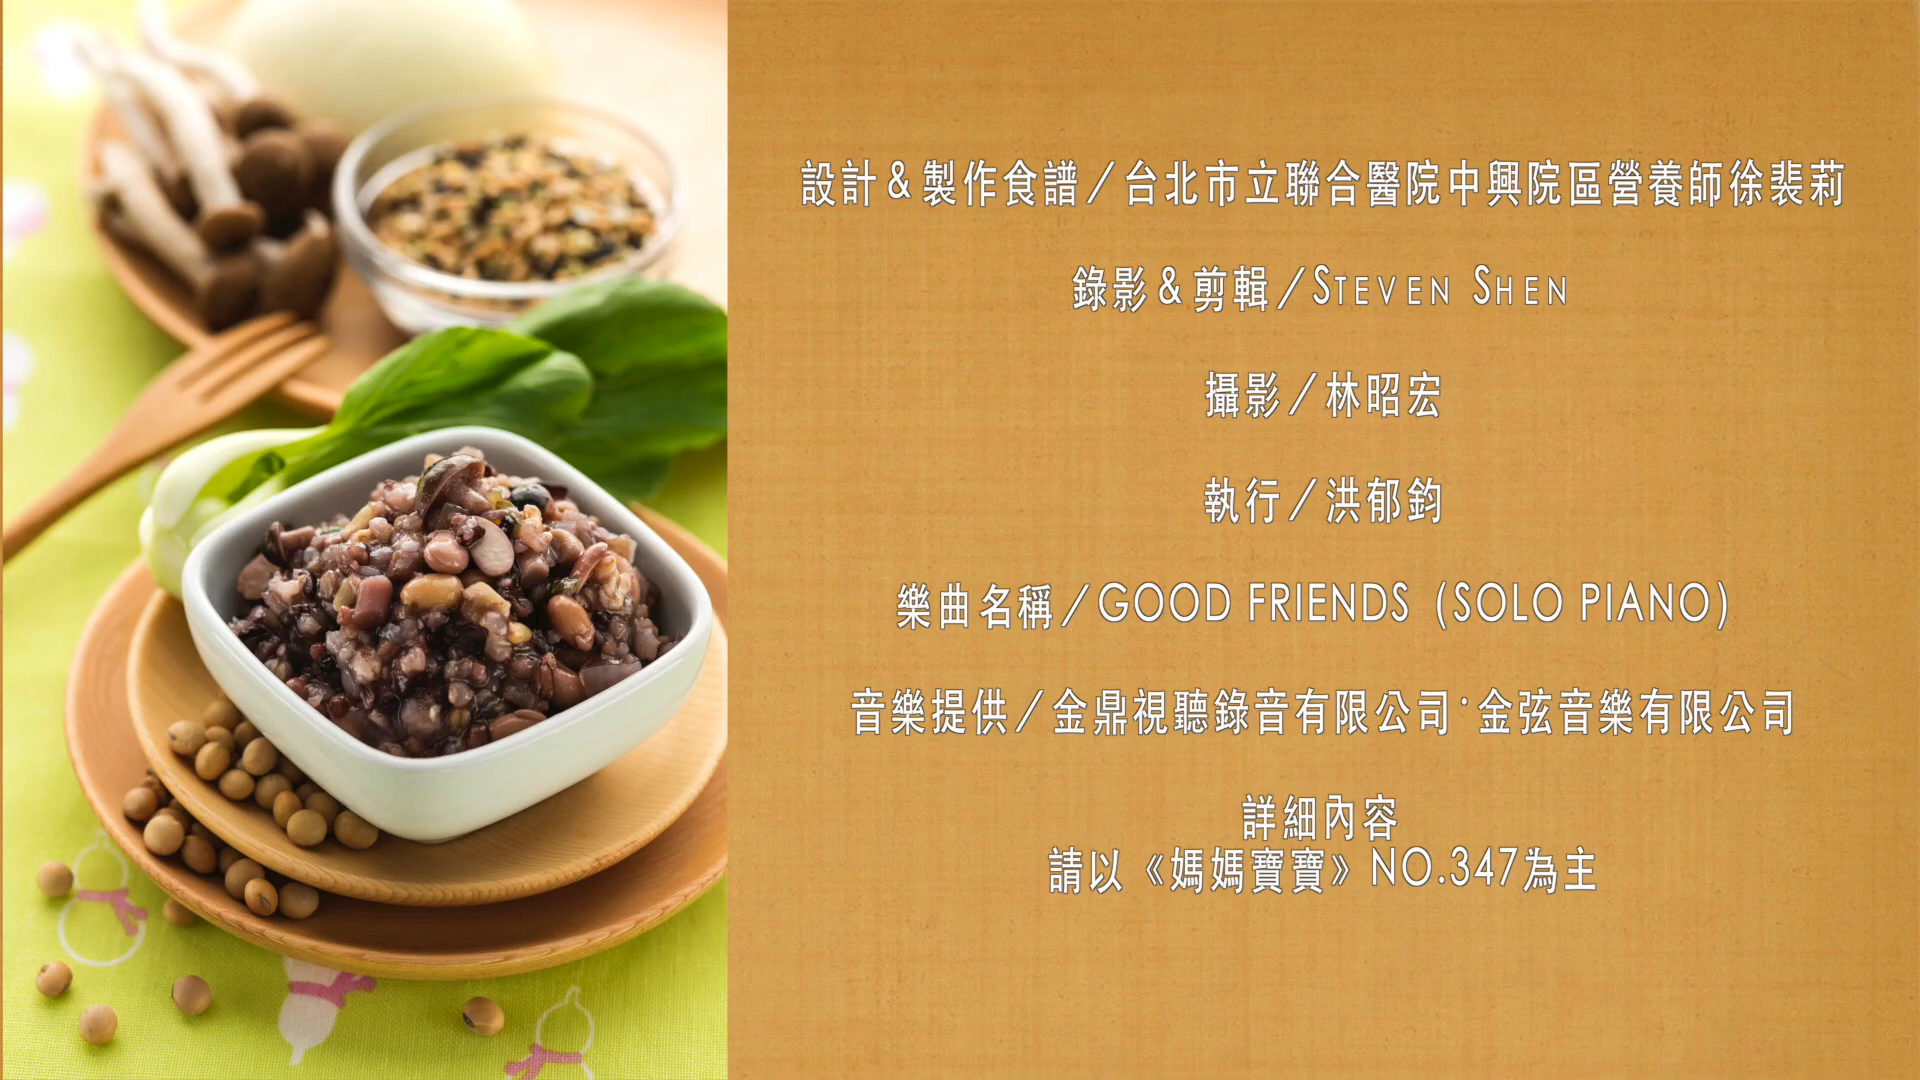 設計＆製作食譜／台北市立聯合醫院中興院區營養師徐裴莉
錄影＆剪輯／STEVEN SHEN
攝影／林昭宏
執行／洪郁鈞
樂曲名稱／GOOD FRIENDS (SOLO PIANO)
音樂提供／金鼎視聽錄音有限公司˙金弦音樂有限公司
詳細內容
請以《媽媽寶寶》NO.347為主